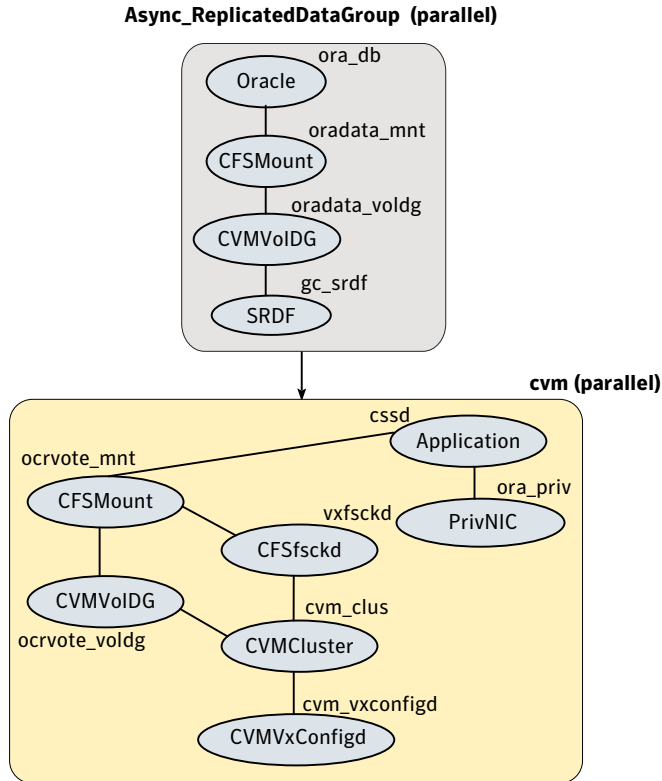 Async_ReplicatedDataGroup (parallel)
ora_db
Oracle
oradata_mnt
CFSMount
oradata_voldg
CVMVolDG
gc_srdf
SRDF
cvm (parallel)
cssd
Application
ocrvote_mnt
ora_priv
CFSMount
vxfsckd
PrivNIC
CFSfsckd
CVMVolDG
cvm_clus
ocrvote_voldg
CVMCluster
cvm_vxconfigd
CVMVxConfigd